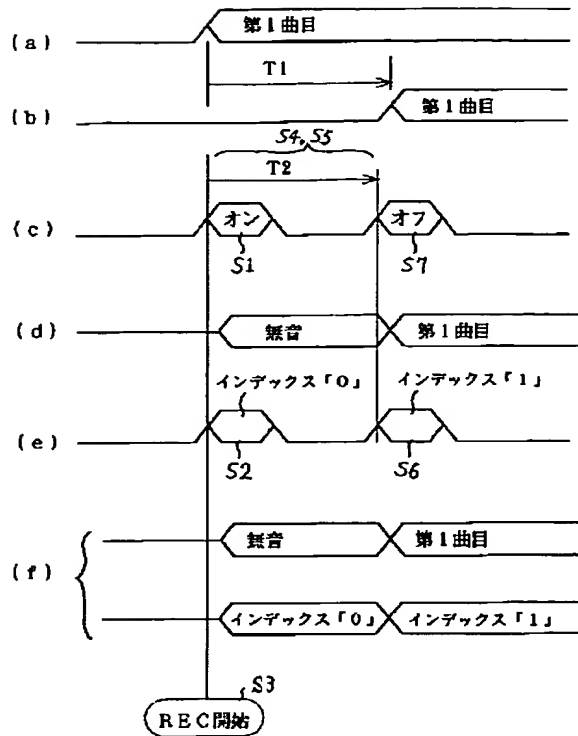 (a)
第1曲目
T1
(b)
第1曲目
S4, S5
T2
(c)
オン
オフ
S1
S7
(d)
無音
第1曲目
インデックス「0」
インデックス「1」
(e)
S2
S6
(f)
無音
第1曲目
インデックス「0」
インデックス「1」
S3
REC開始